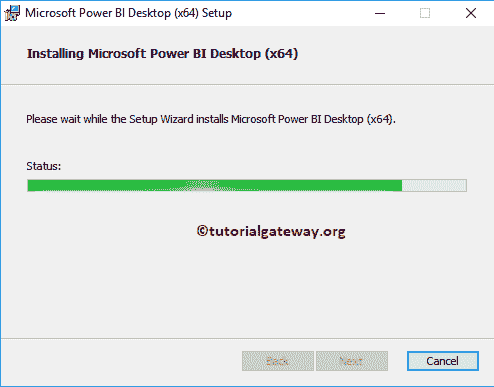 Microsoft Power BI Desktop (x64) Setup
Installing Microsoft Power BI Desktop (x64)
Please wait while the Setup Wizard installs Microsoft Power BI Desktop (x64).
Status:
©tutorialgateway.org
Back
Next
Cancel